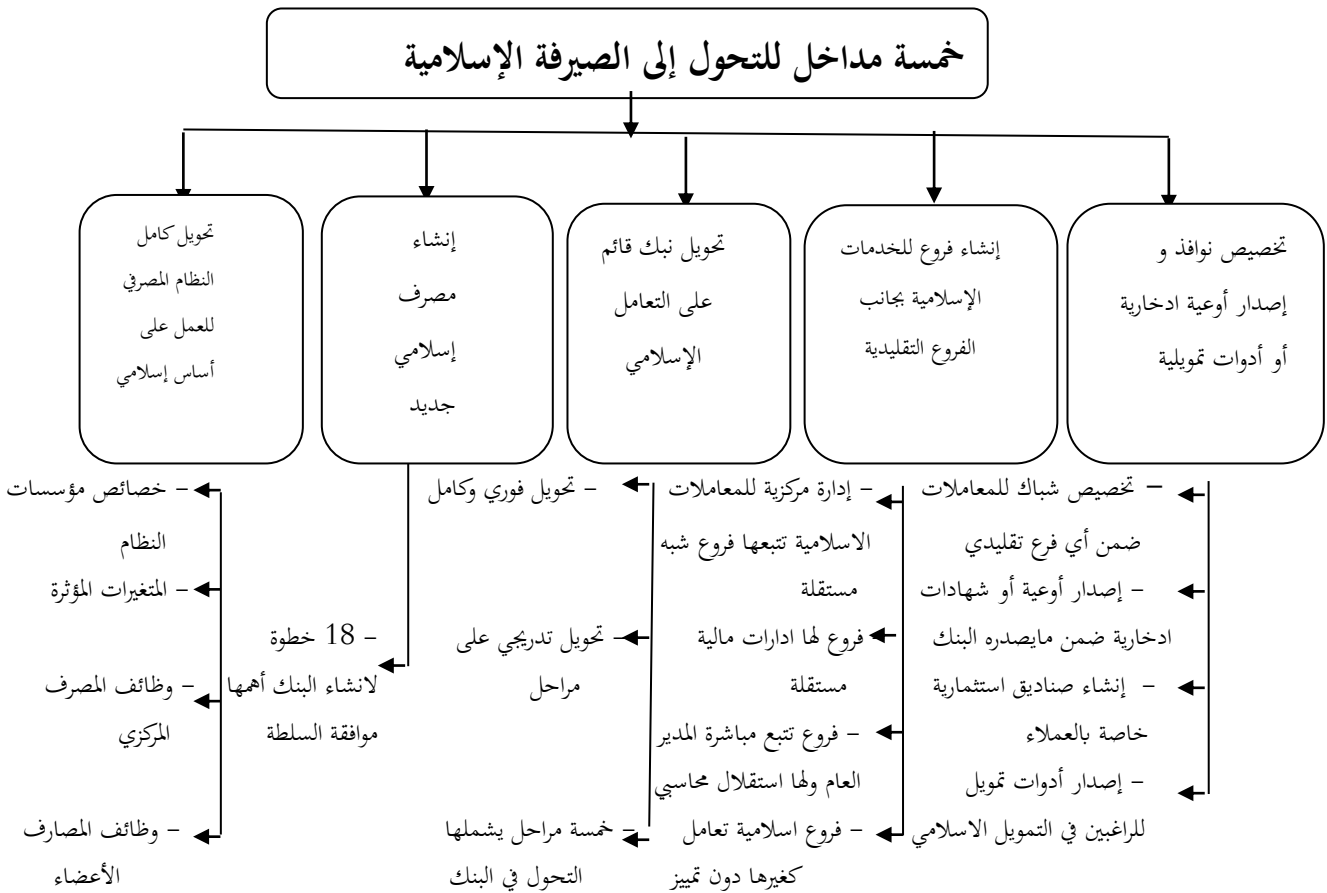 خمسة مداخل للتحول إلى الصيرفة الإسلامية
تخصيص نوافذ و
إصدار أوعية ادخارية
أو أدوات تمويلية
إنشاء فروع للخدمات
الإسلامية بجانب
الفروع التقليدية
تحويل نبك قائم
على التعامل
الإسلامي
إنشاء
مصرف
إسلامي
جديد
تحويل كامل
النظام المصرفي
للعمل على
أساس إسلامي
– تخصيص شباك للمعاملات
ضمن أي فرع تقليدي
– إصدار أوعية أو شهادات
ادخارية ضمن مايصدره البنك
– إنشاء صناديق استثمارية
خاصة بالعملاء
– إصدار أدوات تمويل
للراغبين في التمويل الاسلامي
– إدارة مركزية للمعاملات
الاسلامية تتبعها فروع شبه
مستقلة
– فروع لها ادارات مالية
مستقلة
– فروع تتبع مباشرة المدير
العام ولها استقلال محاسبي
– فروع اسلامية تعامل
كغيرها دون تمييز
– تحويل فوري وكامل
– تحويل تدريجي على
مراحل
– خمسة مراحل يشملها
التحول في البنك
– 18 خطوة
لانشاء البنك أهمها
موافقة السلطة
– خصائص مؤسسات
النظام
– المتغيرات المؤثرة
– وظائف المصرف
المركزي
– وظائف المصارف
الأعضاء